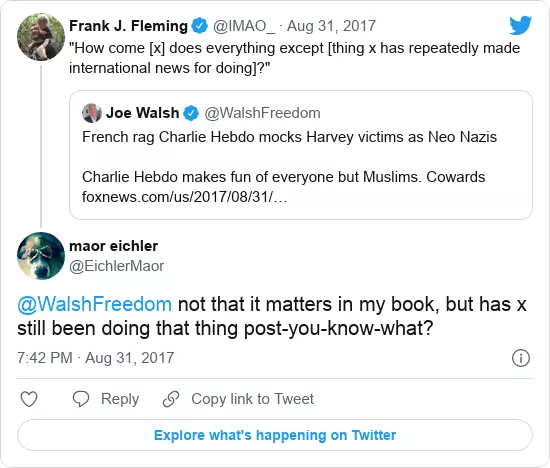 Frank J. Fleming @IMAO_ · Aug 31, 2017
"How come [x] does everything except [thing x has repeatedly made
international news for doing]?"
Joe Walsh @WalshFreedom
French rag Charlie Hebdo mocks Harvey victims as Neo Nazis
Charlie Hebdo makes fun of everyone but Muslims. Cowards
foxnews.com/us/2017/08/31/…
maor eichler
@EichlerMaor
@WalshFreedom not that it matters in my book, but has x
still been doing that thing post-you-know-what?
7:42 PM · Aug 31, 2017
Reply Copy link to Tweet
Explore what's happening on Twitter